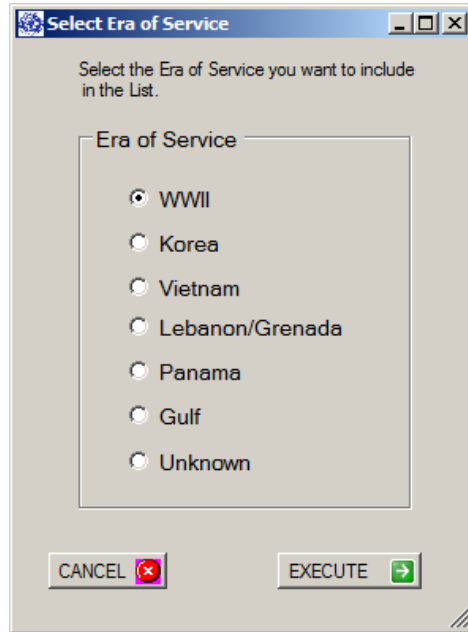 Select Era of Service
Select the Era of Service you want to include
in the List.
Era of Service
WWII
Korea
Vietnam
Lebanon/Grenada
Panama
Gulf
Unknown
CANCEL
EXECUTE